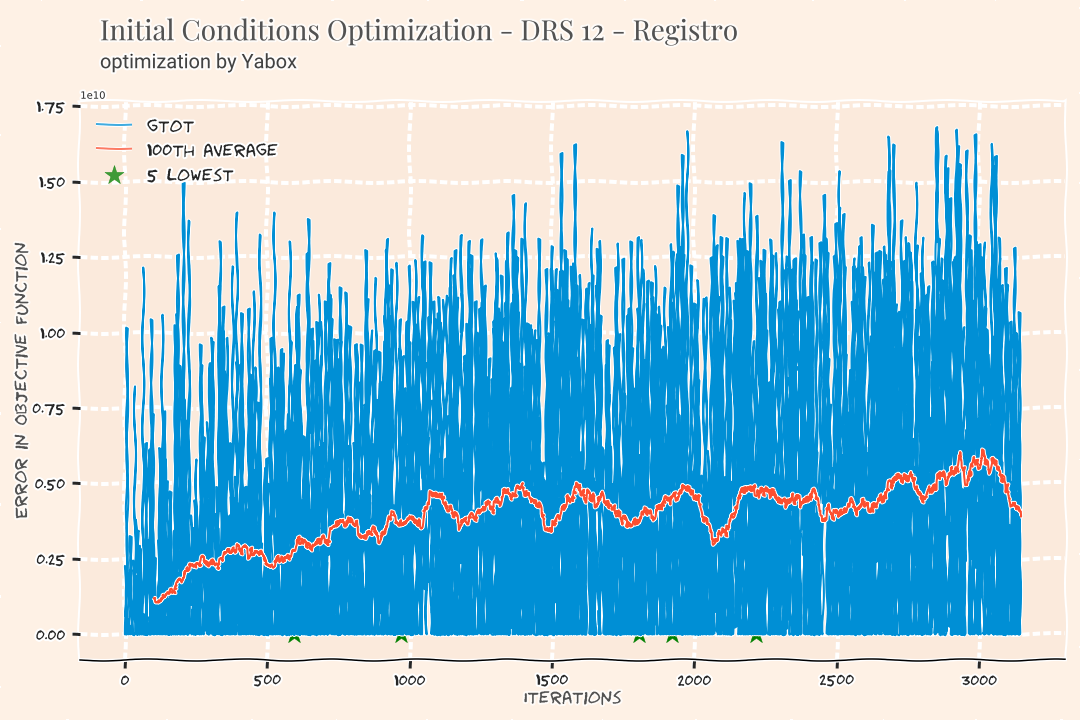 Initial Conditions Optimization - DRS 12 - Registro
optimization by Yabox
1e10
1.75
1.50
1.25
1.00
0.75
0.50
0.25
0.00
ERROR IN OBJECTIVE FUNCTION
GTOT
100TH AVERAGE
5 LOWEST
0 500 1000 1500 2000 2500 3000
ITERATIONS